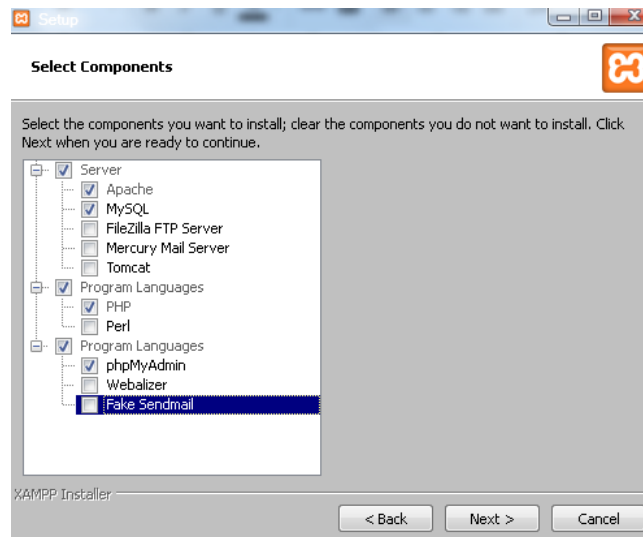 Setup
Select Components
Select the components you want to install; clear the components you do not want to install. Click
Next when you are ready to continue.
Server
Apache
MySQL
FileZilla FTP Server
Mercury Mail Server
Tomcat
Program Languages
PHP
Perl
Program Languages
phpMyAdmin
Webalizer
Fake Sendmail
XAMPP Installer
< Back Next > Cancel